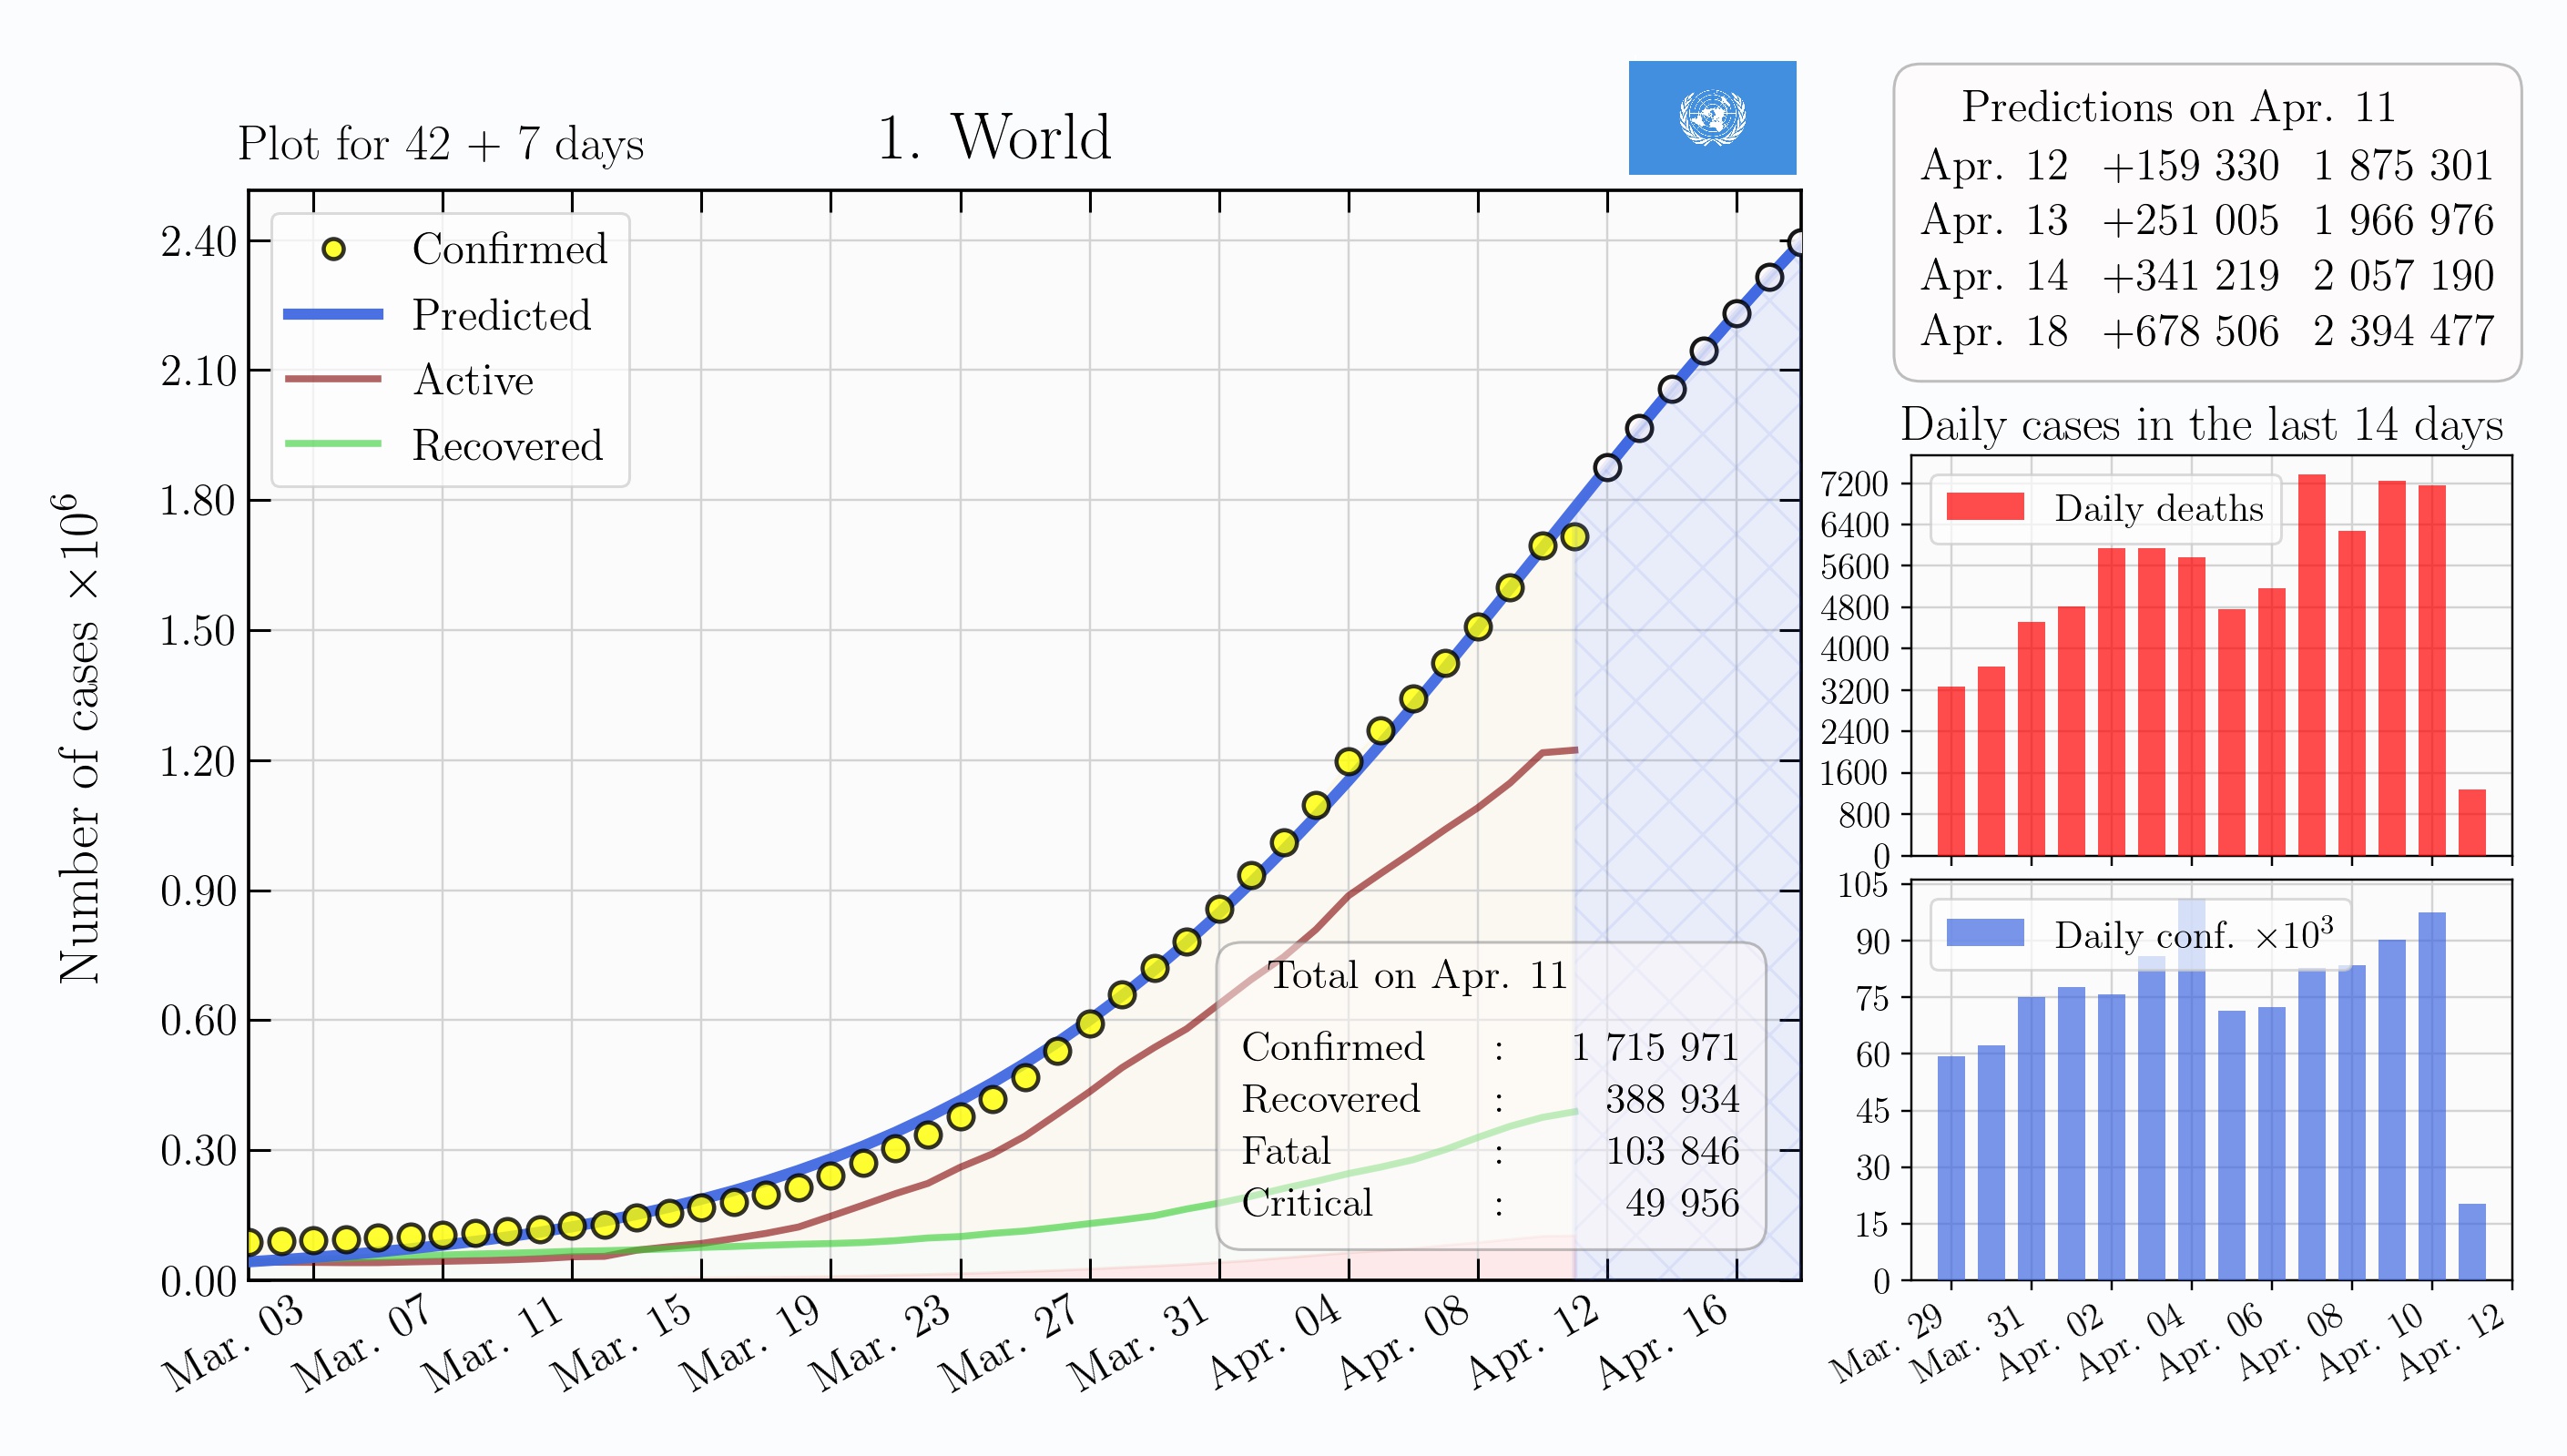 Plot for 42 + 7 days
1. World
Number of cases ×10⁶
2.40
2.10
1.80
1.50
1.20
0.90
0.60
0.30
0.00
Confirmed
Predicted
Active
Recovered
Total on Apr. 11
Confirmed : 1 715 971
Recovered : 388 934
Fatal : 103 846
Critical : 49 956
Mar. 03
Mar. 07
Mar. 11
Mar. 15
Mar. 19
Mar. 23
Mar. 27
Mar. 31
Apr. 04
Apr. 08
Apr. 12
Apr. 16
Predictions on Apr. 11
Apr. 12 +159 330 1 875 301
Apr. 13 +251 005 1 966 976
Apr. 14 +341 219 2 057 190
Apr. 18 +678 506 2 394 477
Daily cases in the last 14 days
7200
6400
5600
4800
4000
3200
2400
1600
800
0
Daily deaths
105
90
75
60
45
30
15
0
Daily conf. ×10³
Mar. 29
Mar. 31
Apr. 02
Apr. 04
Apr. 06
Apr. 08
Apr. 10
Apr. 12